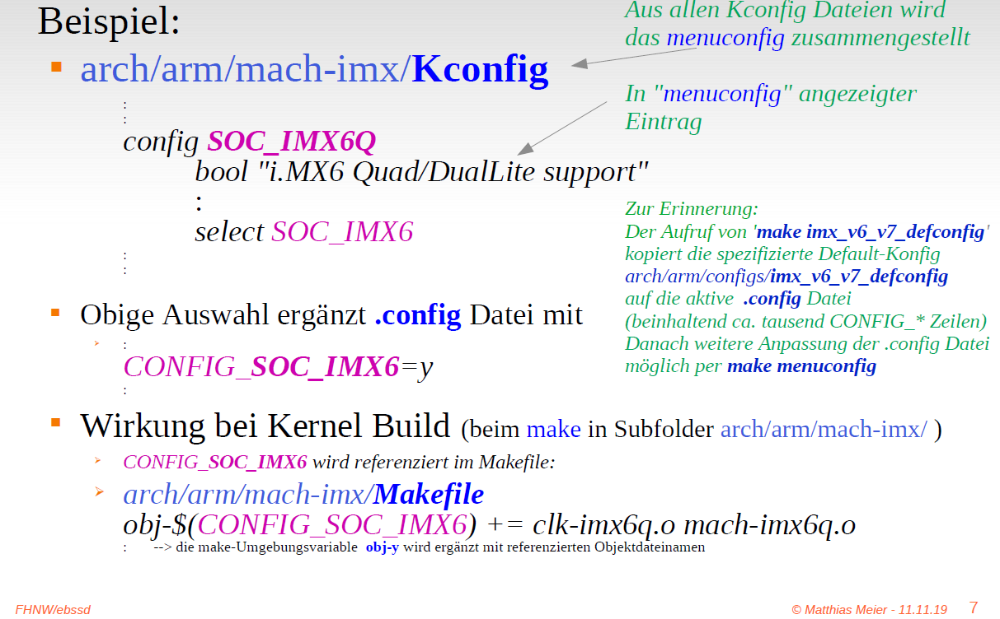 Beispiel:
arch/arm/mach-imx/Kconfig
:
:
config SOC_IMX6Q
bool "i.MX6 Quad/DualLite support"
:
select SOC_IMX6
:
:
Aus allen Kconfig Dateien wird
das menuconfig zusammengestellt
In "menuconfig" angezeigter
Eintrag
Zur Erinnerung:
Der Aufruf von 'make imx_v6_v7_defconfig'
kopiert die spezifizierte Default-Konfig
arch/arm/configs/imx_v6_v7_defconfig
auf die aktive .config Datei
(beinhaltend ca. tausend CONFIG_* Zeilen)
Danach weitere Anpassung der .config Datei
möglich per make menuconfig
Obige Auswahl ergänzt .config Datei mit
:
CONFIG_SOC_IMX6=y
:
Wirkung bei Kernel Build (beim make in Subfolder arch/arm/mach-imx/ )
CONFIG_SOC_IMX6 wird referenziert im Makefile:
arch/arm/mach-imx/Makefile
obj-$(CONFIG_SOC_IMX6) += clk-imx6q.o mach-imx6q.o
: --> die make-Umgebungsvariable obj-y wird ergänzt mit referenzierten Objektdateinamen
FHNW/ebssd
© Matthias Meier - 11.11.19 7